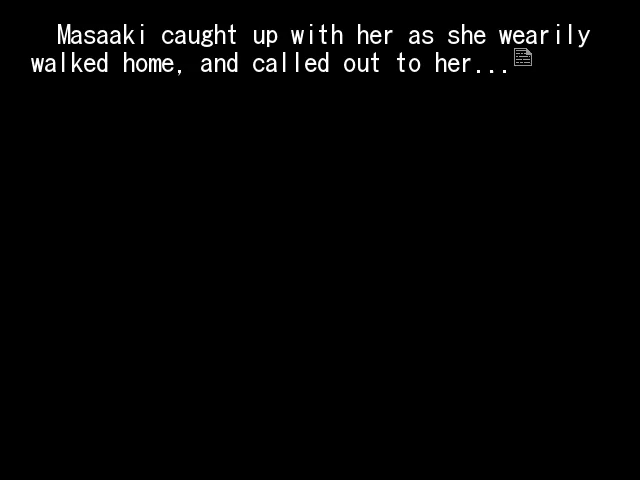 Masaaki caught up with her as she wearily
walked home, and called out to her...